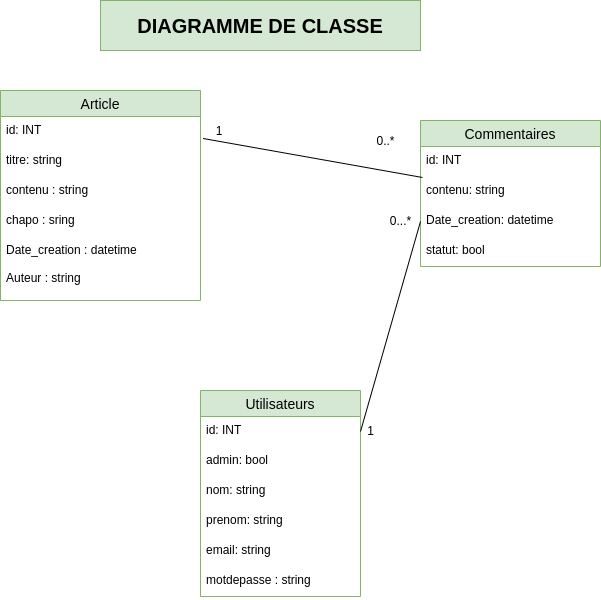 DIAGRAMME DE CLASSE
Article
id: INT
titre: string
contenu : string
chapo : sring
Date_creation : datetime
Auteur : string
1
0..*
Commentaires
id: INT
contenu: string
Date_creation: datetime
statut: bool
0...*
Utilisateurs
id: INT
admin: bool
nom: string
prenom: string
email: string
motdepasse : string
1